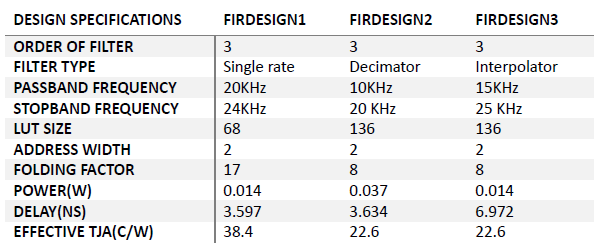 DESIGN SPECIFICATIONS FIRDESIGN1 FIRDESIGN2 FIRDESIGN3
ORDER OF FILTER 3 3 3
FILTER TYPE Single rate Decimator Interpolator
PASSBAND FREQUENCY 20KHz 10KHz 15KHz
STOPBAND FREQUENCY 24KHz 20 KHz 25 KHz
LUT SIZE 68 136 136
ADDRESS WIDTH 2 2 2
FOLDING FACTOR 17 8 8
POWER(W) 0.014 0.037 0.014
DELAY(NS) 3.597 3.634 6.972
EFFECTIVE TJA(C/W) 38.4 22.6 22.6